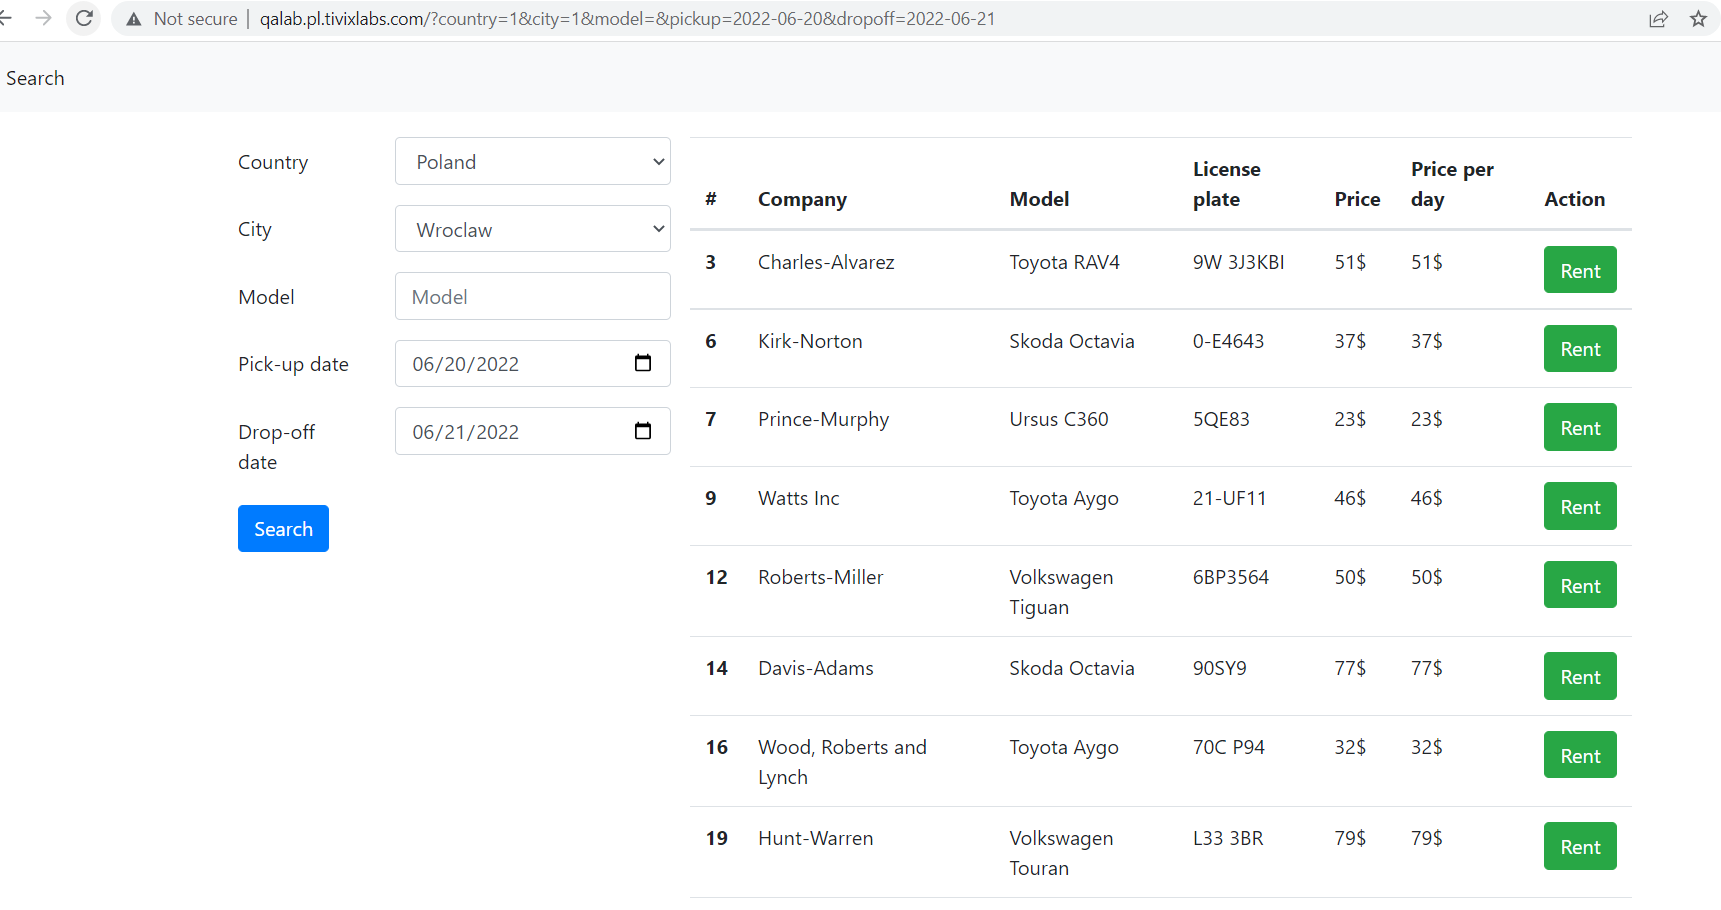 Not secure | qalab.pl.tivixlabs.com/?country=1&city=1&model=&pickup=2022-06-20&dropoff=2022-06-21
Search
Country Poland
City Wroclaw
Model Model
Pick-up date 06/20/2022
Drop-off 06/21/2022
date
Search
License Price per
# Company Model plate Price day Action
3 Charles-Alvarez Toyota RAV4 9W 3J3KBI 51$ 51$ Rent
6 Kirk-Norton Skoda Octavia 0-E4643 37$ 37$ Rent
7 Prince-Murphy Ursus C360 5QE83 23$ 23$ Rent
9 Watts Inc Toyota Aygo 21-UF11 46$ 46$ Rent
12 Roberts-Miller Volkswagen 6BP3564 50$ 50$ Rent
Tiguan
14 Davis-Adams Skoda Octavia 90SY9 77$ 77$ Rent
16 Wood, Roberts and Toyota Aygo 70C P94 32$ 32$ Rent
Lynch
19 Hunt-Warren Volkswagen L33 3BR 79$ 79$ Rent
Touran